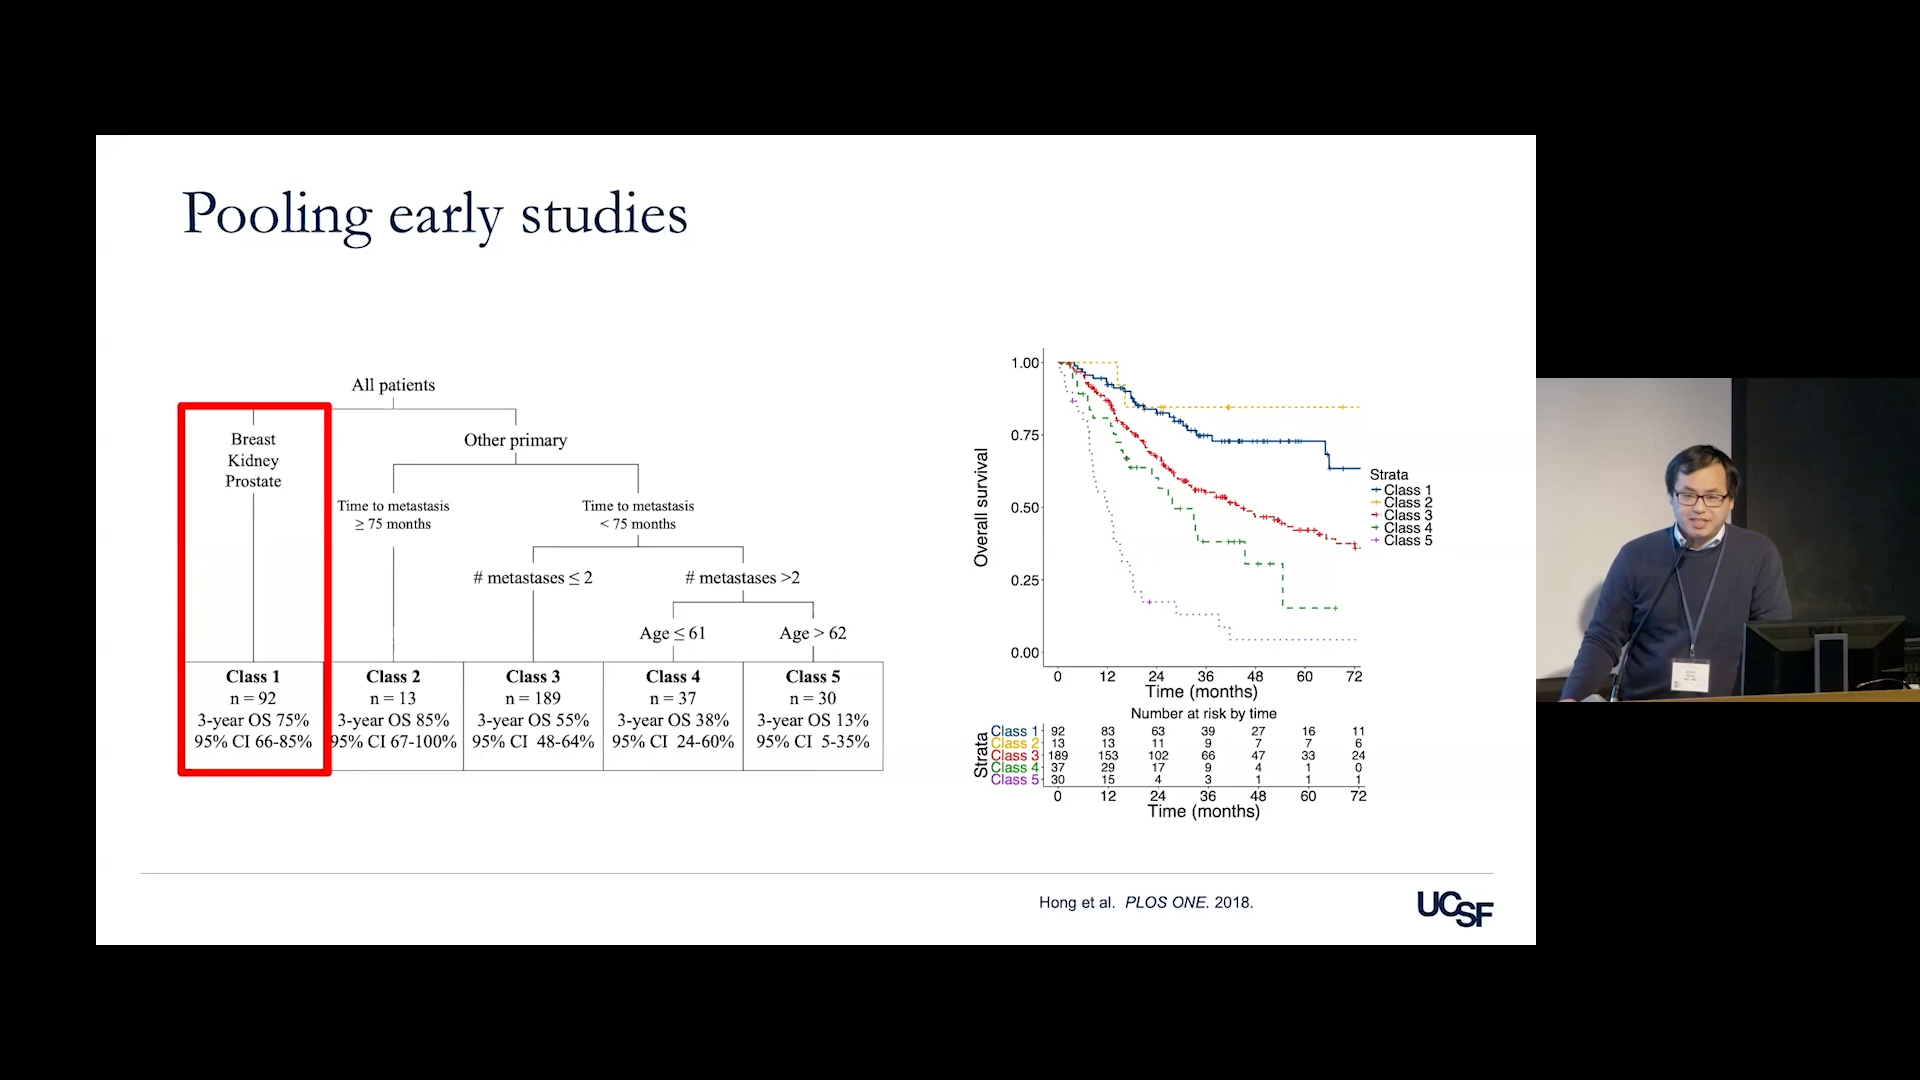 Pooling early studies
All patients
Breast
Kidney
Prostate
Other primary
Time to metastasis
≥ 75 months
Time to metastasis
< 75 months
# metastases ≤ 2
# metastases >2
Age ≤ 61
Age > 62
Class 1
n = 92
3-year OS 75%
95% CI 66-85%
Class 2
n = 13
3-year OS 85%
95% CI 67-100%
Class 3
n = 189
3-year OS 55%
95% CI 48-64%
Class 4
n = 37
3-year OS 38%
95% CI 24-60%
Class 5
n = 30
3-year OS 13%
95% CI 5-35%
Overall survival
1.00
0.75
0.50
0.25
0.00
0 12 24 36 48 60 72
Time (months)
Strata
Class 1
Class 2
Class 3
Class 4
Class 5
Number at risk by time
Strata
Class 1 92 83 63 39 27 16 11
Class 2 13 13 11 9 7 7 6
Class 3 189 153 102 66 47 33 24
Class 4 37 29 17 9 4 1 0
Class 5 30 15 4 3 1 1 1
0 12 24 36 48 60 72
Time (months)
Hong et al. PLOS ONE. 2018.
UCSF